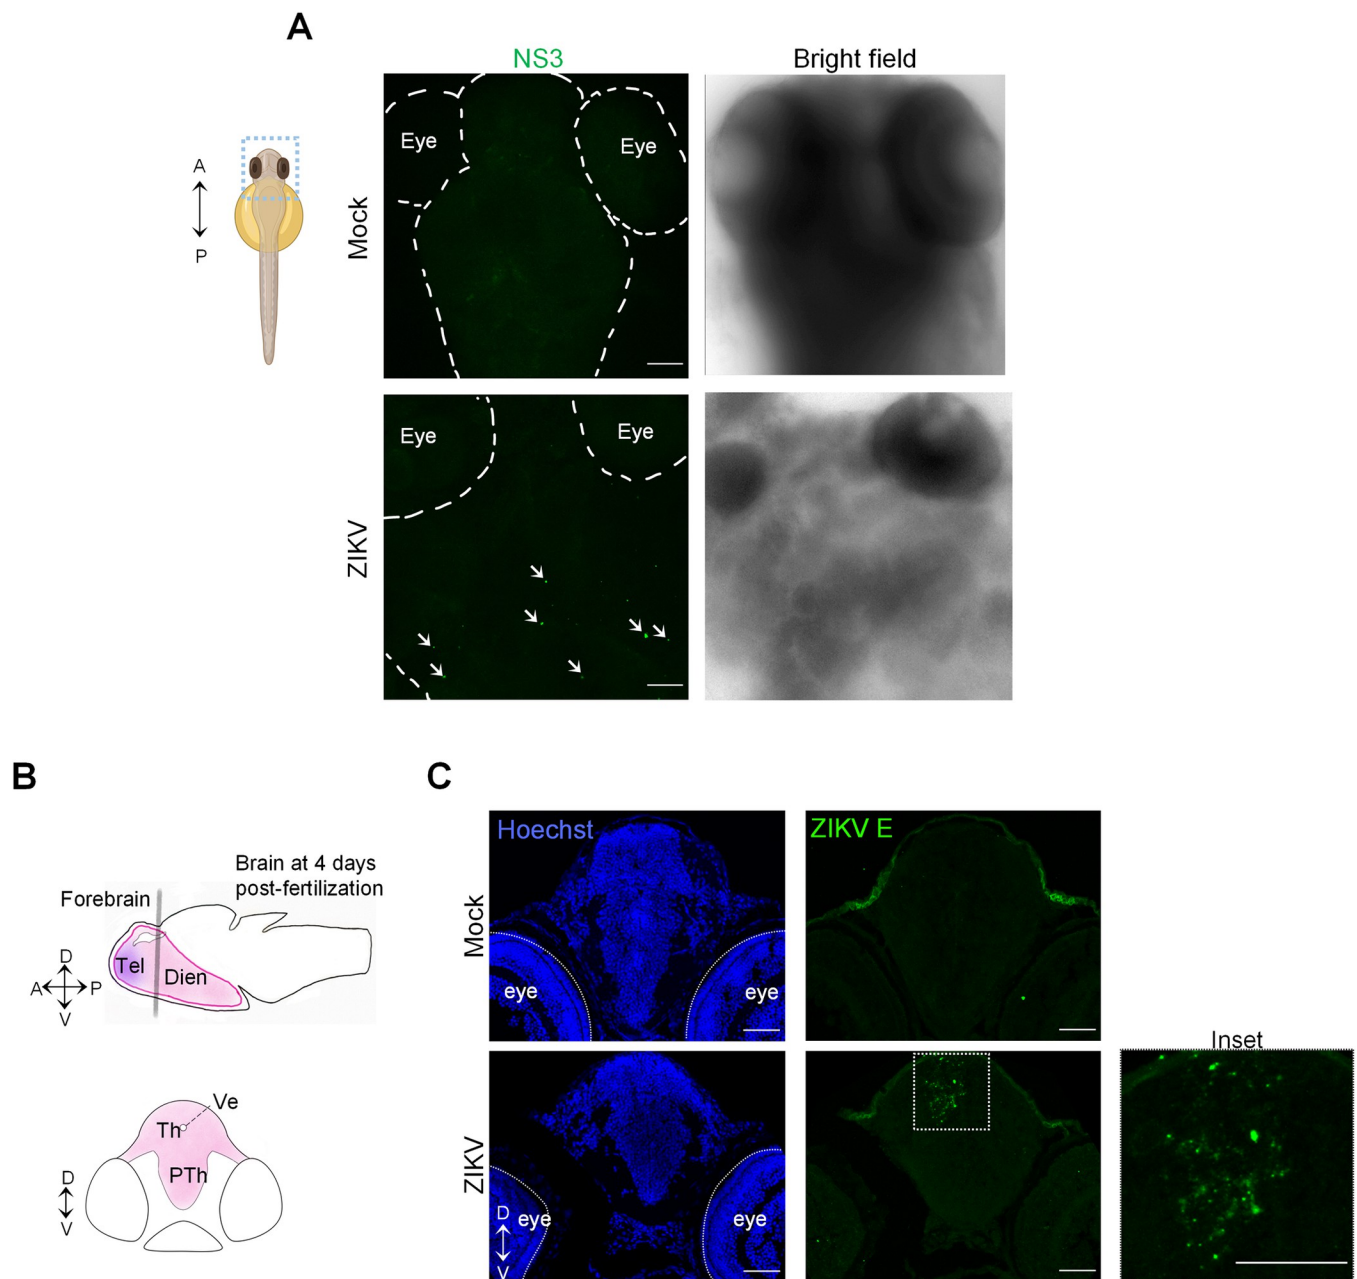 A
NS3
Bright field
A
P
Mock
Eye
Eye
ZIKV
Eye
Eye
B
Brain at 4 days
post-fertilization
Forebrain
Tel
Dien
D
A
P
V
Ve
Th
PTh
D
V
C
Hoechst
ZIKV E
Mock
eye
eye
ZIKV
eye
eye
D
V
Inset